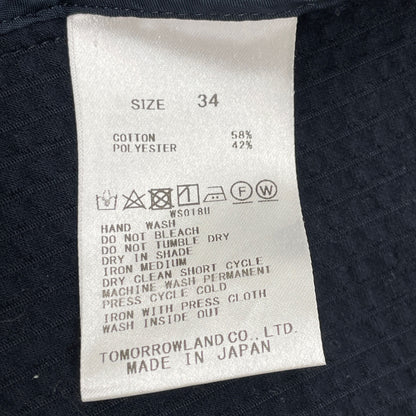 SIZE 34
COTTON 58%
POLYESTER 42%
F W
WS018U
HAND WASH
DO NOT BLEACH
DO NOT TUMBLE DRY
DRY IN SHADE
IRON MEDIUM
DRY CLEAN SHORT CYCLE
MACHINE WASH PERMANENT
PRESS CYCLE COLD
IRON WITH PRESS CLOTH
WASH INSIDE OUT
TOMORROWLAND CO., LTD.
MADE IN JAPAN